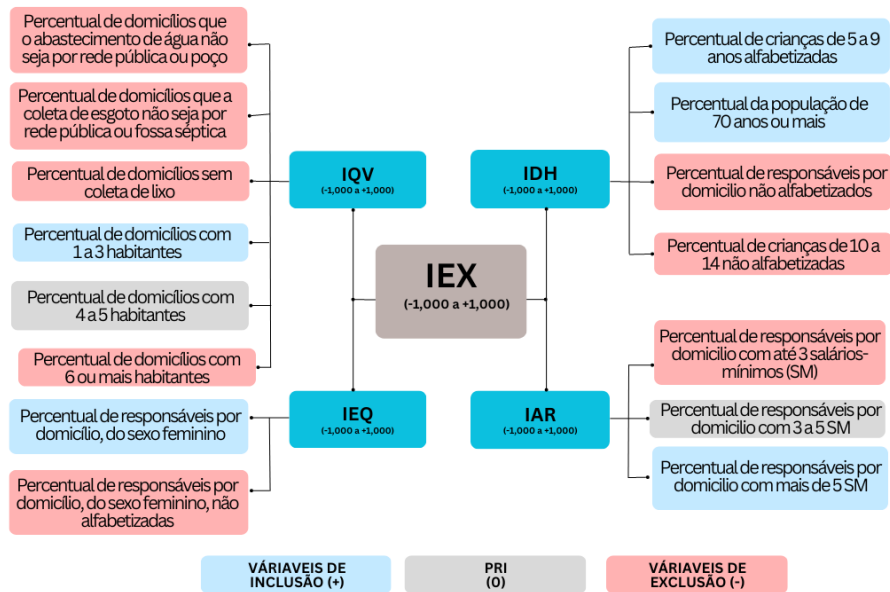 Percentual de domicílios que
o abastecimento de água não
seja por rede pública ou poço
Percentual de domicílios que a
coleta de esgoto não seja por
rede pública ou fossa séptica
Percentual de domicílios sem
coleta de lixo
Percentual de domicílios com
1 a 3 habitantes
Percentual de domicílios com
4 a 5 habitantes
Percentual de domicílios com
6 ou mais habitantes
Percentual de responsáveis por
domicílio, do sexo feminino
Percentual de responsáveis por
domicílio, do sexo feminino, não
alfabetizadas
IQV
(-1,000 a +1,000)
IEQ
(-1,000 a +1,000)
IEX
(-1,000 a +1,000)
IDH
(-1,000 a +1,000)
IAR
(-1,000 a +1,000)
Percentual de crianças de 5 a 9
anos alfabetizadas
Percentual da população de
70 anos ou mais
Percentual de responsáveis por
domicilio não alfabetizados
Percentual de crianças de 10 a
14 não alfabetizadas
Percentual de responsáveis por
domicilio com até 3 salários-
mínimos (SM)
Percentual de responsáveis por
domicilio com 3 a 5 SM
Percentual de responsáveis por
domicilio com mais de 5 SM
VÁRIAVEIS DE
INCLUSÃO (+)
PRI
(0)
VÁRIAVEIS DE
EXCLUSÃO (-)